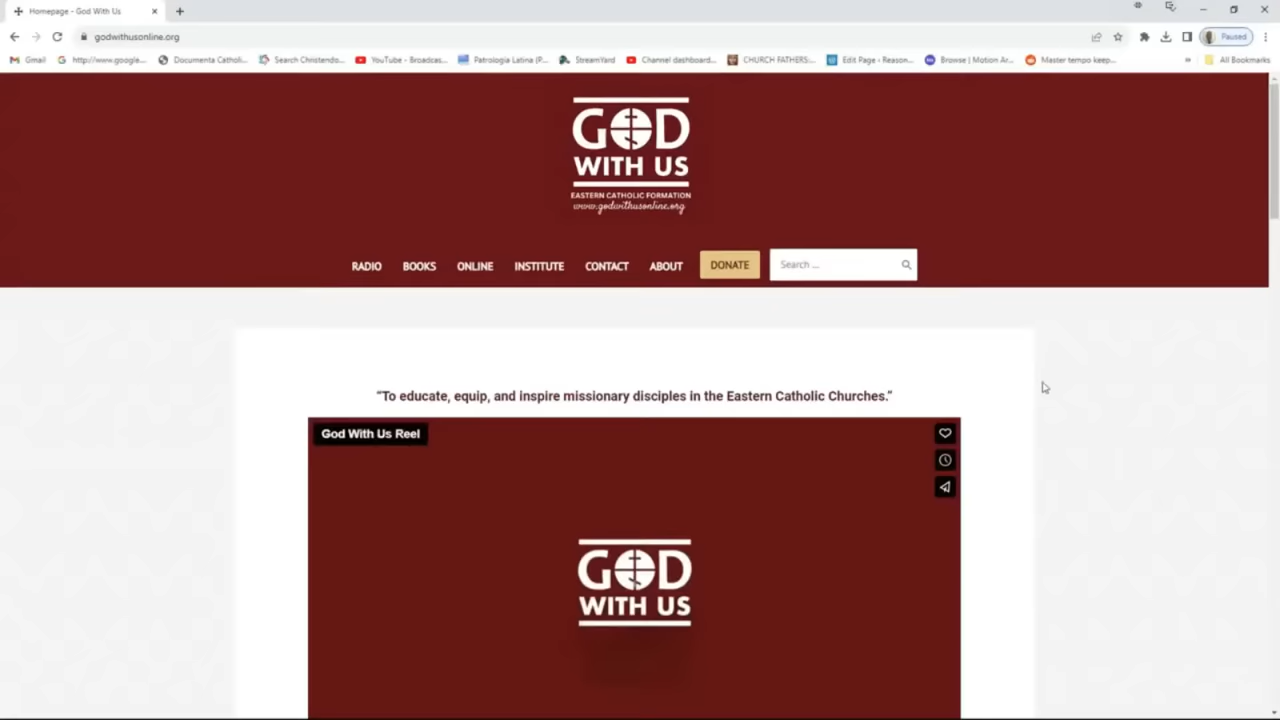 Homepage - God With Us
godwithusonline.org
Paused
Gmail
http://www.google...
Documenta Catholi...
Search Christendo...
YouTube - Broadcas...
Patrologia Latina (P...
StreamYard
Channel dashboard...
CHURCH FATHERS:...
Edit Page ‹ Reason...
Browse | Motion Ar...
Master tempo keep...
»
All Bookmarks
GOD
WITH US
EASTERN CATHOLIC FORMATION
www.godwithusonline.org
RADIO
BOOKS
ONLINE
INSTITUTE
CONTACT
ABOUT
DONATE
Search ...
“To educate, equip, and inspire missionary disciples in the Eastern Catholic Churches.”
God With Us Reel
GOD
WITH US